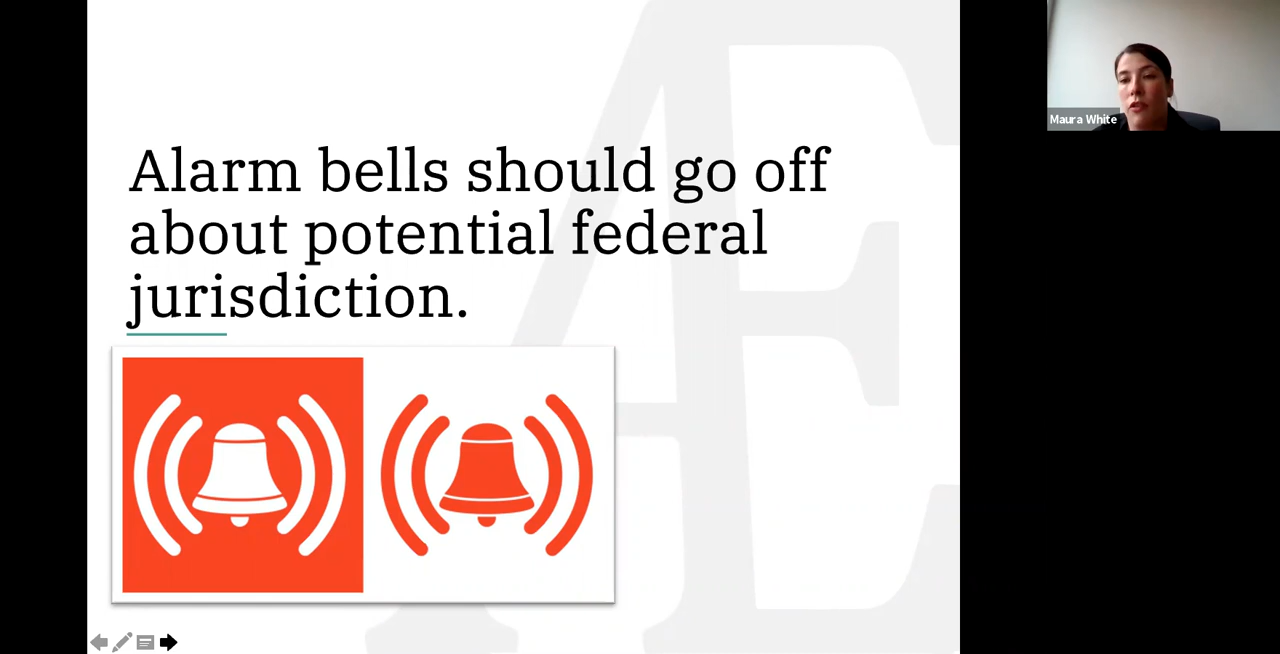 Alarm bells should go off
about potential federal
jurisdiction.
Maura White